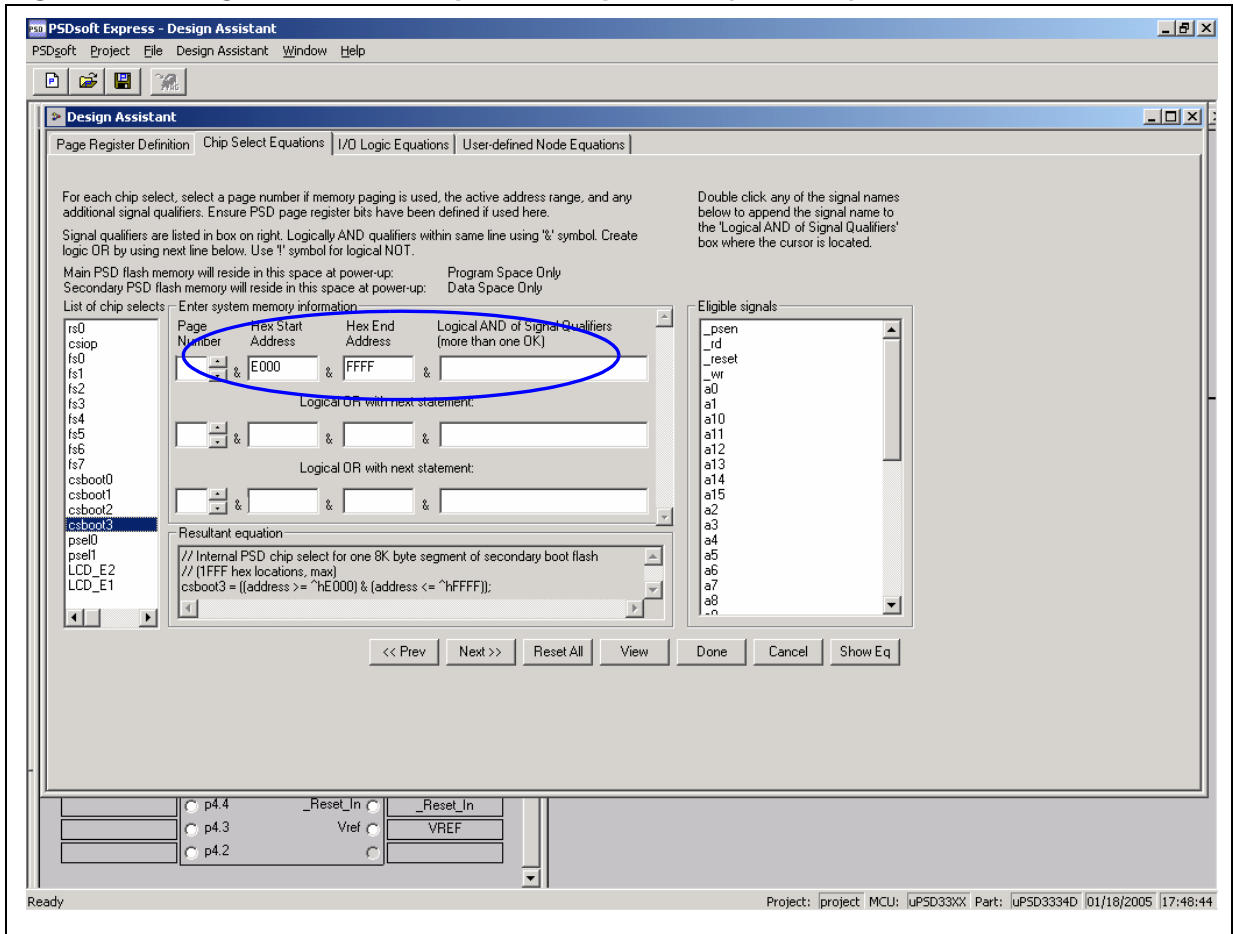 PSDsoft Express - Design Assistant
PSDsoft Project File Design Assistant Window Help
Design Assistant
Page Register Definition Chip Select Equations I/O Logic Equations User-defined Node Equations
For each chip select, select a page number if memory paging is used, the active address range, and any
additional signal qualifiers. Ensure PSD page register bits have been defined if used here.
Signal qualifiers are listed in box on right. Logically AND qualifiers within same line using '&' symbol. Create
logic OR by using next line below. Use '!' symbol for logical NOT.
Double click any of the signal names
below to append the signal name to
the 'Logical AND of Signal Qualifiers'
box where the cursor is located.
Main PSD flash memory will reside in this space at power-up: Program Space Only
Secondary PSD flash memory will reside in this space at power-up: Data Space Only
List of chip selects
rs0
csiop
fs0
fs1
fs2
fs3
fs4
fs5
fs6
fs7
csboot0
csboot1
csboot2
csboot3
psel0
psel1
LCD_E2
LCD_E1
Enter system memory information
Page Number
Hex Start Address
Hex End Address
Logical AND of Signal Qualifiers
(more than one OK)
& E000 & FFFF &
Logical OR with next statement:
& & &
Logical OR with next statement:
& & &
Resultant equation
// Internal PSD chip select for one 8K byte segment of secondary boot flash
// (1FFF hex locations, max)
csboot3 = ((address >= ^hE000) & (address <= ^hFFFF));
Eligible signals
_psen
_rd
_reset
_wr
a0
a1
a10
a11
a12
a13
a14
a15
a2
a3
a4
a5
a6
a7
a8
<< Prev Next >> Reset All View Done Cancel Show Eq
p4.4 _Reset_In _Reset_In
p4.3 Vref VREF
p4.2
Ready Project: project MCU: uPSD33XX Part: uPSD3334D 01/18/2005 17:48:44